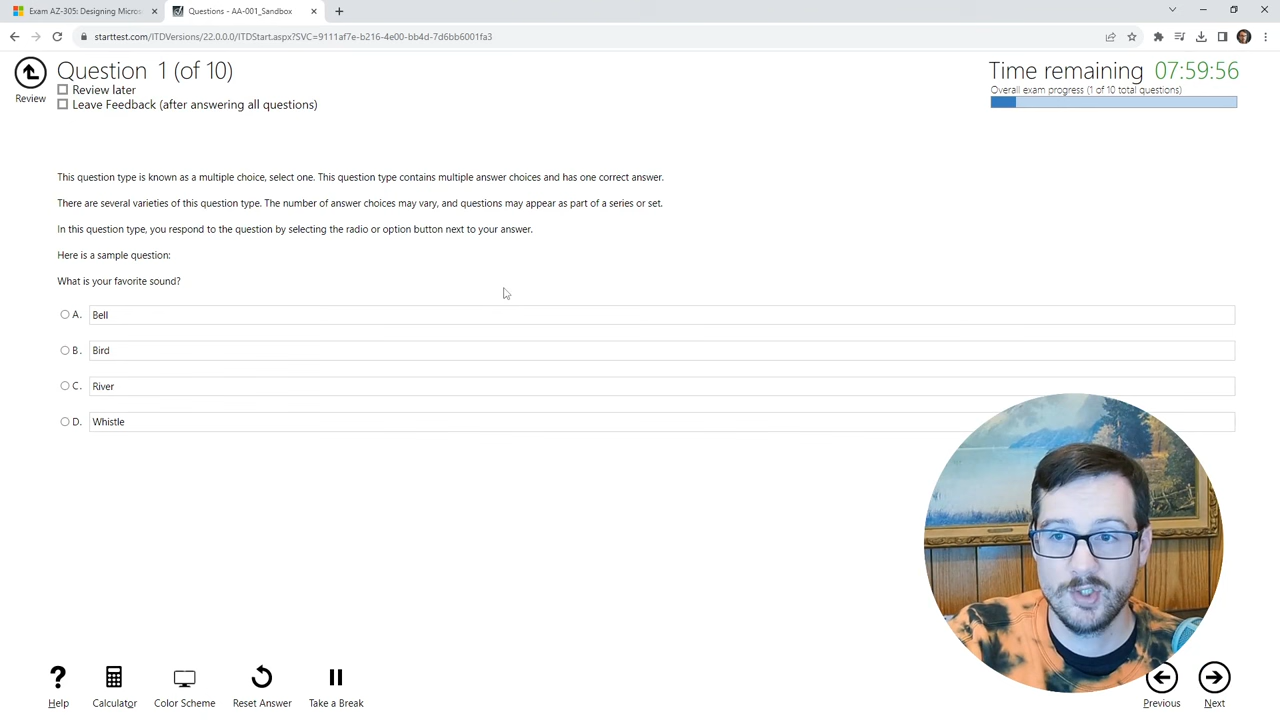 Exam AZ-305: Designing Micros
Questions - AA-001_Sandbox
starttest.com/ITDVersions/22.0.0.0/ITDStart.aspx?SVC=9111af7e-b216-4e00-bb4d-7d6bb6001fa3
Review
Question 1 (of 10)
Review later
Leave Feedback (after answering all questions)
Time remaining 07:59:56
Overall exam progress (1 of 10 total questions)
This question type is known as a multiple choice, select one. This question type contains multiple answer choices and has one correct answer.
There are several varieties of this question type. The number of answer choices may vary, and questions may appear as part of a series or set.
In this question type, you respond to the question by selecting the radio or option button next to your answer.
Here is a sample question:
What is your favorite sound?
A. Bell
B. Bird
C. River
D. Whistle
Help
Calculator
Color Scheme
Reset Answer
Take a Break
Previous
Next